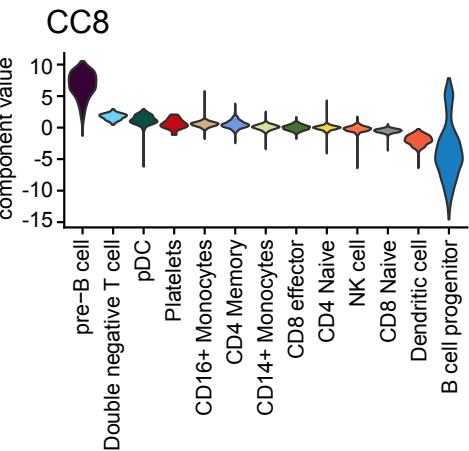 CC8
component value
10
5
0
-5
-10
-15
pre−B cell
Double negative T cell
pDC
Platelets
CD16+ Monocytes
CD4 Memory
CD14+ Monocytes
CD8 effector
CD4 Naive
NK cell
CD8 Naive
Dendritic cell
B cell progenitor